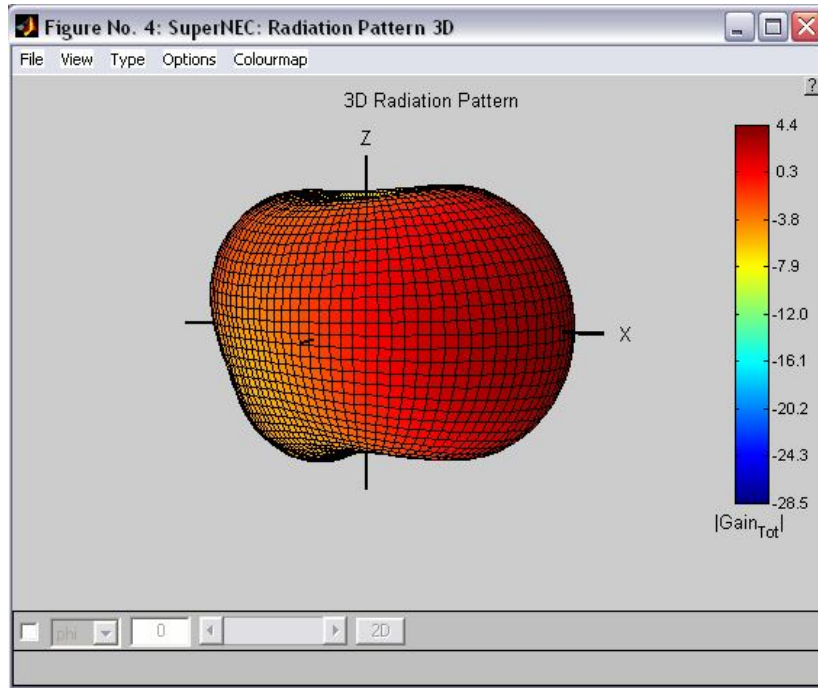 Figure No. 4: SuperNEC: Radiation Pattern 3D
File View Type Options Colourmap
?
3D Radiation Pattern
Z
X
4.4
0.3
-3.8
-7.9
-12.0
-16.1
-20.2
-24.3
-28.5
|Gain_Tot|
phi 0 2D